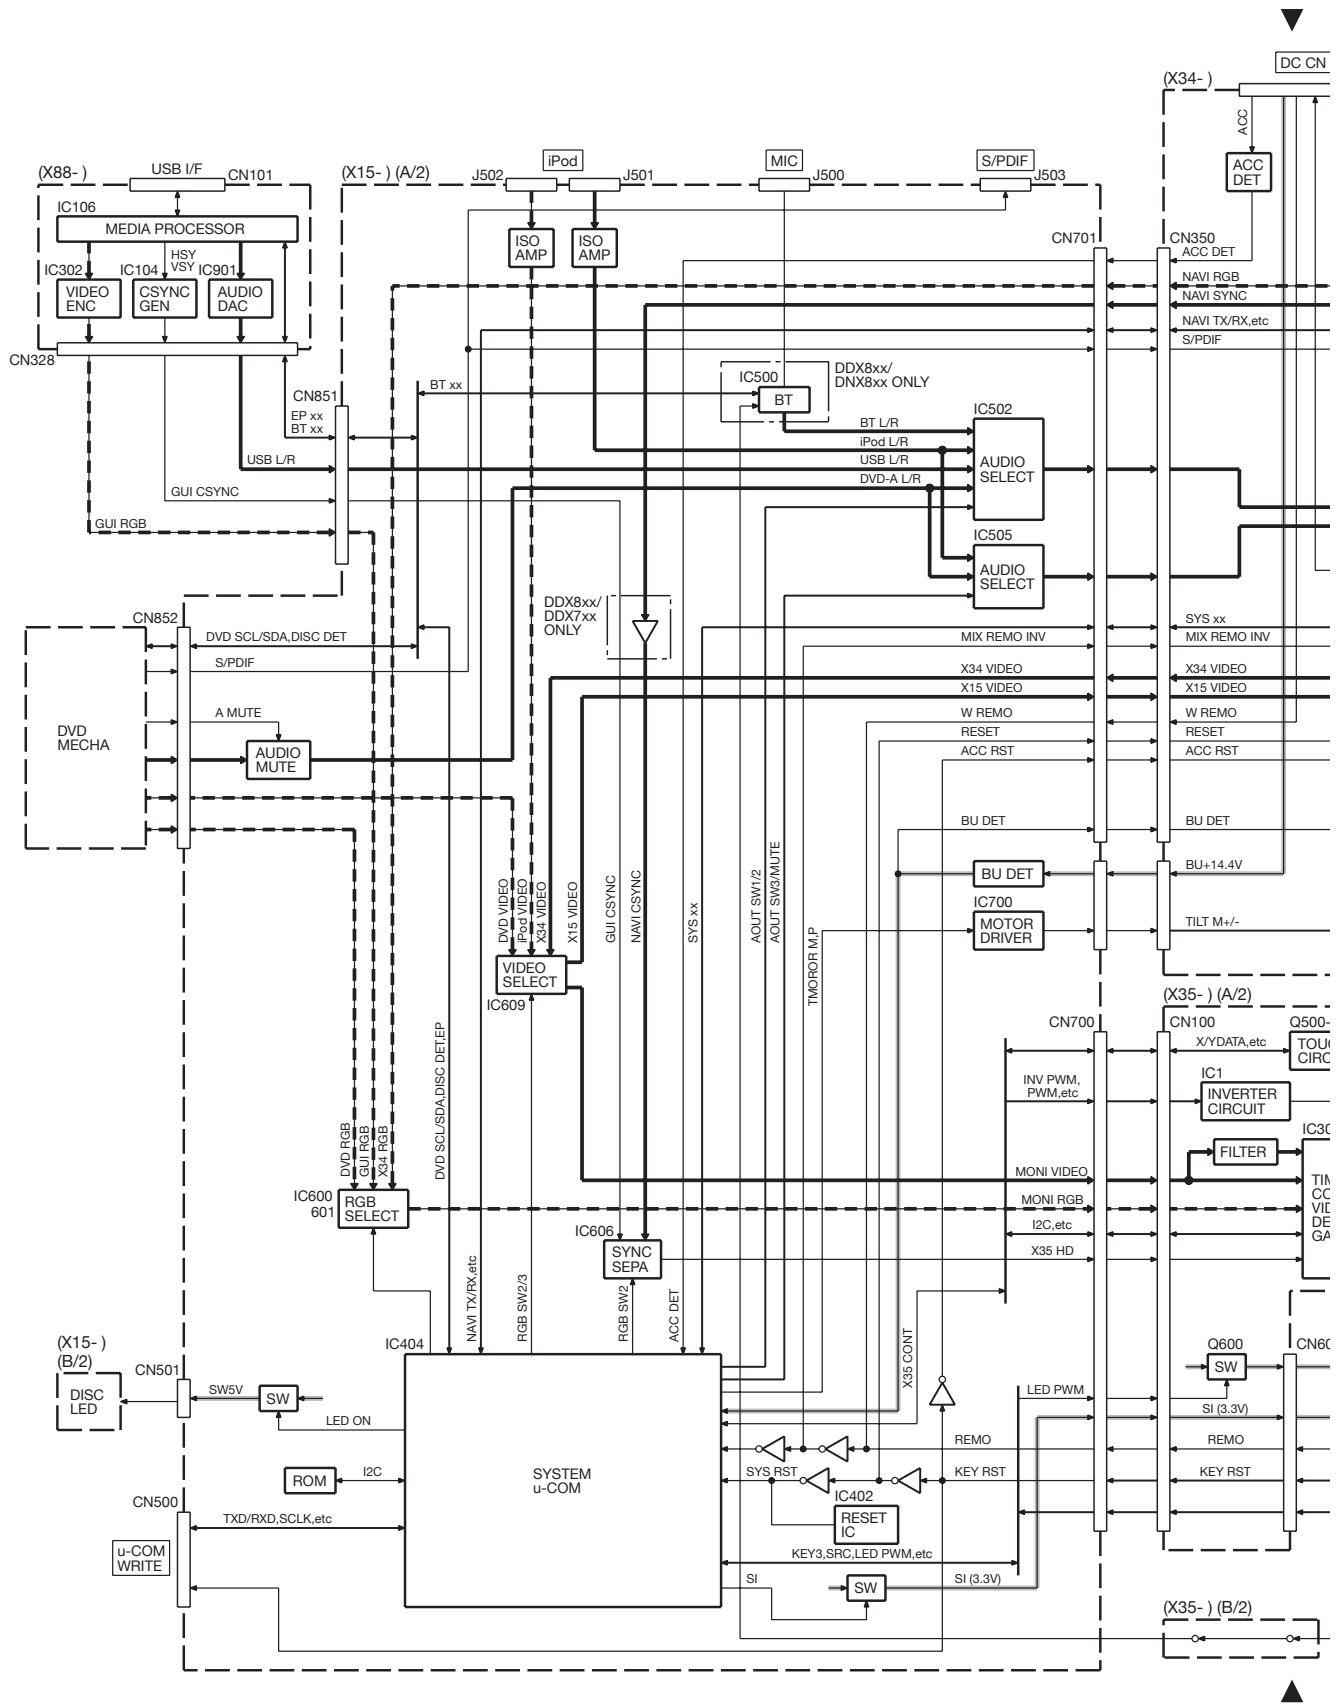 DC CN
(X34- )
ACC
ACC
DET
iPod
MIC
S/PDIF
(X88- )
USB I/F
CN101
(X15- ) (A/2)
J502
J501
J500
J503
IC106
MEDIA PROCESSOR
ISO
AMP
ISO
AMP
CN701
CN350
HSY
VSY
IC302
IC104
IC901
VIDEO
ENC
CSYNC
GEN
AUDIO
DAC
ACC DET
NAVI RGB
NAVI SYNC
NAVI TX/RX,etc
S/PDIF
CN328
CN851
BT xx
IC500
BT
DDX8xx/
DNX8xx ONLY
EP xx
BT xx
IC502
BT L/R
iPod L/R
USB L/R
USB L/R
DVD-A L/R
AUDIO
SELECT
GUI CSYNC
GUI RGB
IC505
AUDIO
SELECT
DDX8xx/
DDX7xx
ONLY
CN852
DVD SCL/SDA,DISC DET
S/PDIF
A MUTE
DVD
MECHA
AUDIO
MUTE
SYS xx
MIX REMO INV
MIX REMO INV
X34 VIDEO
X34 VIDEO
X15 VIDEO
X15 VIDEO
W REMO
W REMO
RESET
RESET
ACC RST
ACC RST
BU DET
BU DET
BU DET
BU+14.4V
IC700
MOTOR
DRIVER
TILT M+/-
DVD VIDEO
iPod VIDEO
X34 VIDEO
X15 VIDEO
GUI CSYNC
NAVI CSYNC
SYS xx
AOUT SW1/2
AOUT SW3/MUTE
TMOROR M,P
VIDEO
SELECT
IC609
(X35- ) (A/2)
CN700
CN100
Q500-
X/YDATA,etc
TOUC
CIRC
IC1
INV PWM,
PWM,etc
INVERTER
CIRCUIT
IC30
FILTER
MONI VIDEO
MONI RGB
I2C,etc
X35 HD
TIM
CO
VID
DE
GA
DVD RGB
GUI RGB
X34 RGB
DVD SCL/SDA,DISC DET,EP
IC600
601
RGB
SELECT
IC606
SYNC
SEPA
NAVI TX/RX,etc
RGB SW2/3
RGB SW2
ACC DET
X35 CONT
IC404
(X15- )
(B/2)
CN501
DISC
LED
SW5V
SW
LED ON
ROM
I2C
CN500
TXD/RXD,SCLK,etc
u-COM
WRITE
SYSTEM
u-COM
Q600
CN60
SW
LED PWM
SI (3.3V)
REMO
REMO
SYS RST
KEY RST
KEY RST
IC402
RESET
IC
KEY3,SRC,LED PWM,etc
SI
SW
SI (3.3V)
(X35- ) (B/2)